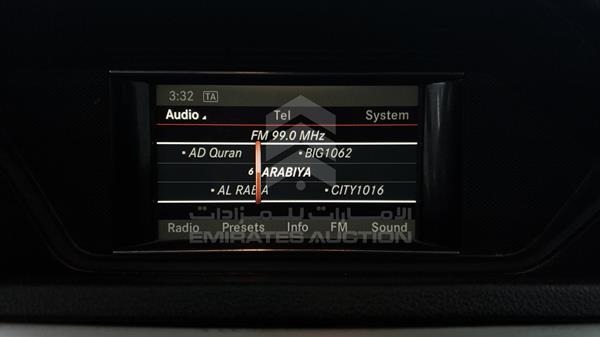 3:32 TA
Audio Tel System
FM 99.0 MHz
• AD Quran • BIG1062
6 ARABIYA
• AL RABIA • CITY1016
الإمارات للمزادات
EMIRATES AUCTION
Radio Presets Info FM Sound